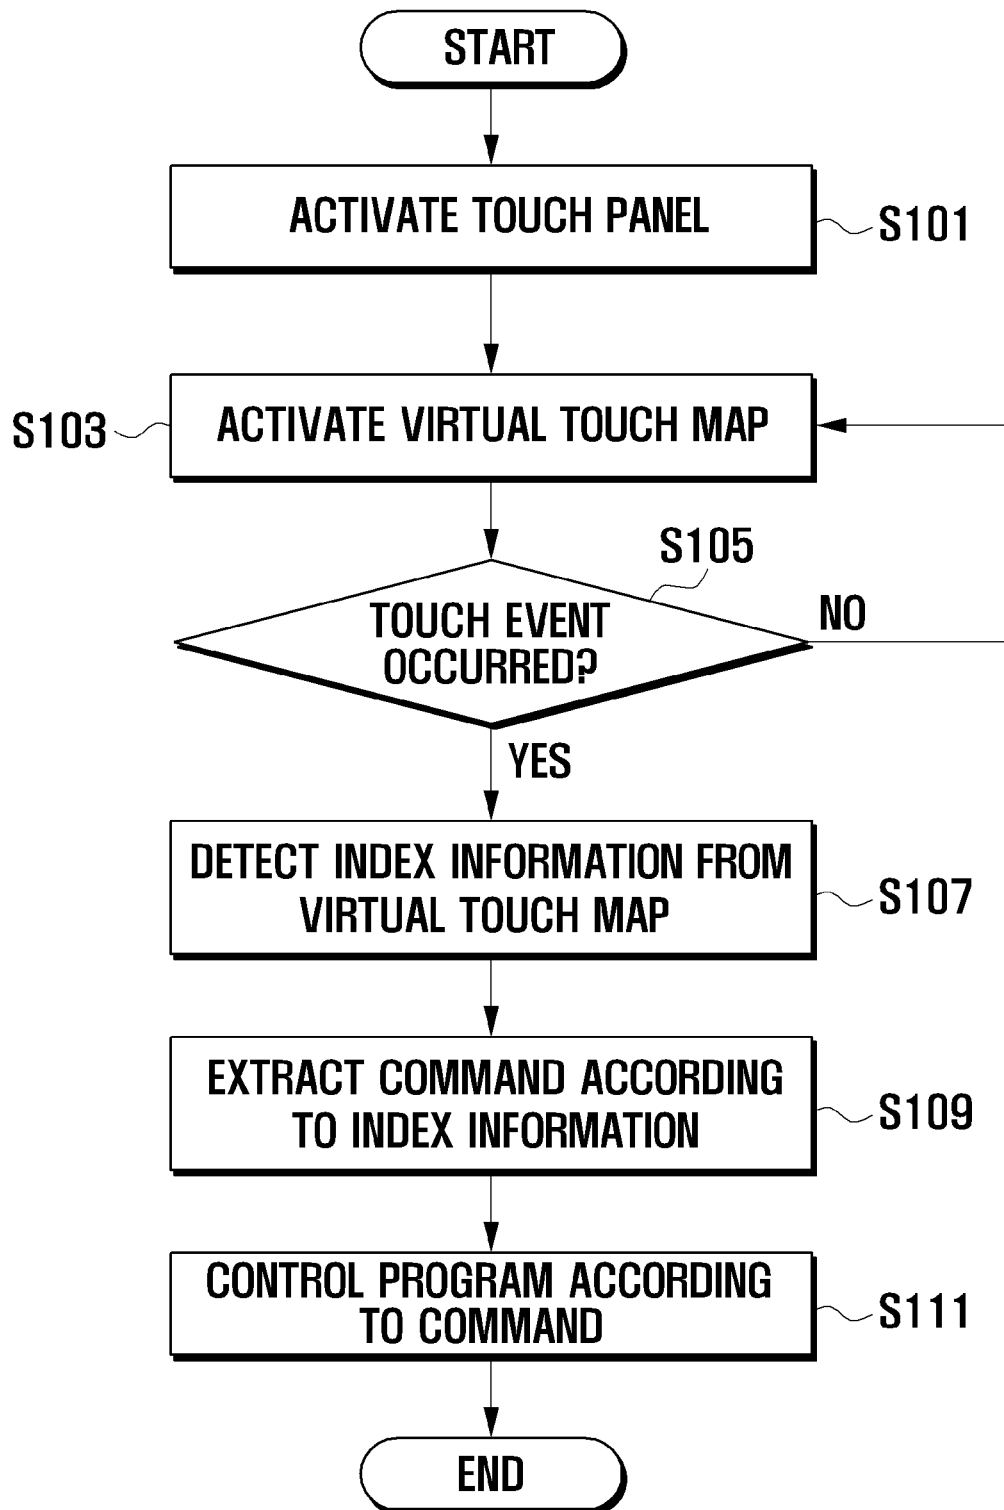 START
ACTIVATE TOUCH PANEL
S101
ACTIVATE VIRTUAL TOUCH MAP
S103
S105
TOUCH EVENT
OCCURRED?
NO
YES
DETECT INDEX INFORMATION FROM
VIRTUAL TOUCH MAP
S107
EXTRACT COMMAND ACCORDING
TO INDEX INFORMATION
S109
CONTROL PROGRAM ACCORDING
TO COMMAND
S111
END